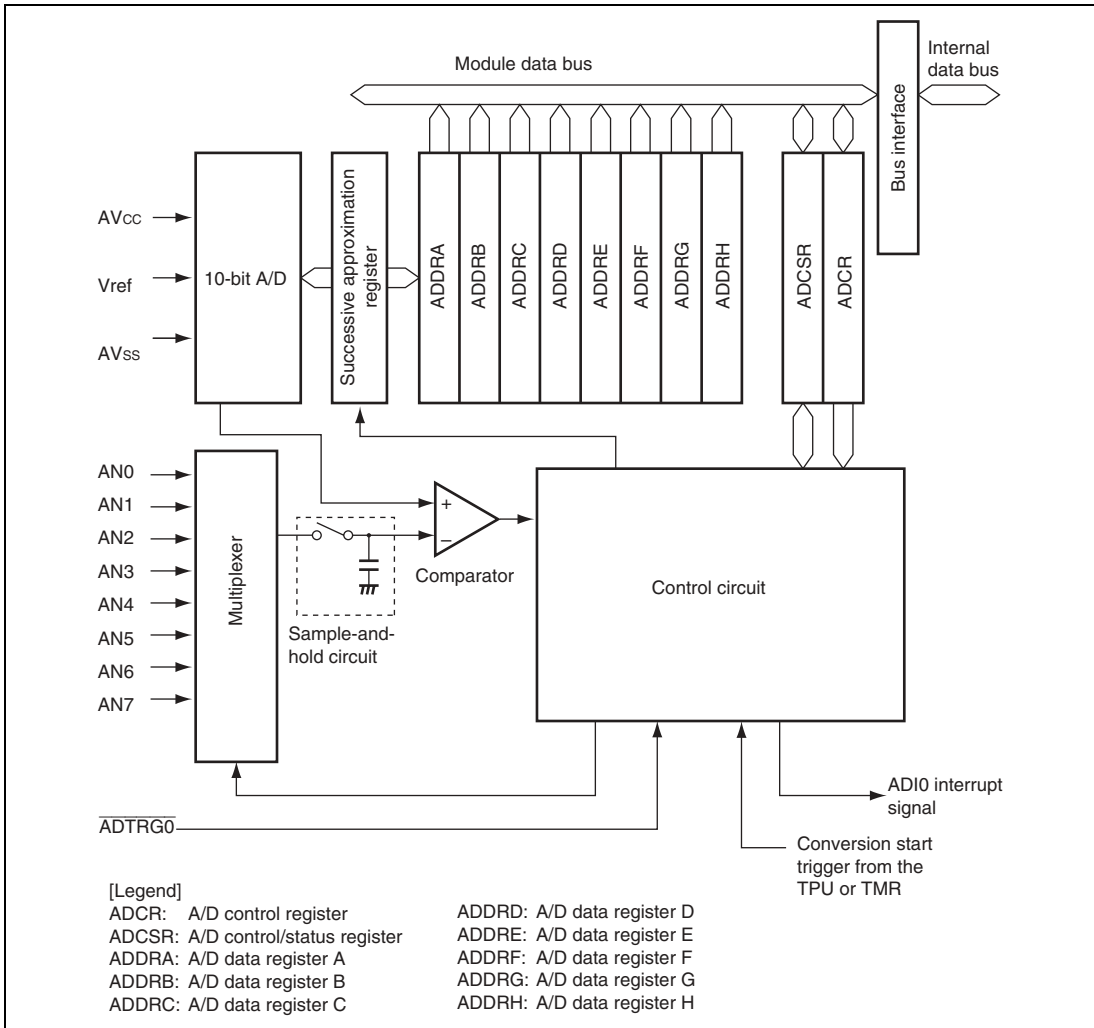 Module data bus
Internal
data bus
Bus interface
AVCC
Vref
AVSS
10-bit A/D
Successive approximation
register
ADDRA
ADDRB
ADDRC
ADDRD
ADDRE
ADDRF
ADDRG
ADDRH
ADCSR
ADCR
AN0
AN1
AN2
AN3
AN4
AN5
AN6
AN7
Multiplexer
+
−
Comparator
Sample-and-
hold circuit
Control circuit
ADI0 interrupt
signal
ADTRG0
Conversion start
trigger from the
TPU or TMR
[Legend]
ADCR: A/D control register
ADCSR: A/D control/status register
ADDRA: A/D data register A
ADDRB: A/D data register B
ADDRC: A/D data register C
ADDRD: A/D data register D
ADDRE: A/D data register E
ADDRF: A/D data register F
ADDRG: A/D data register G
ADDRH: A/D data register H